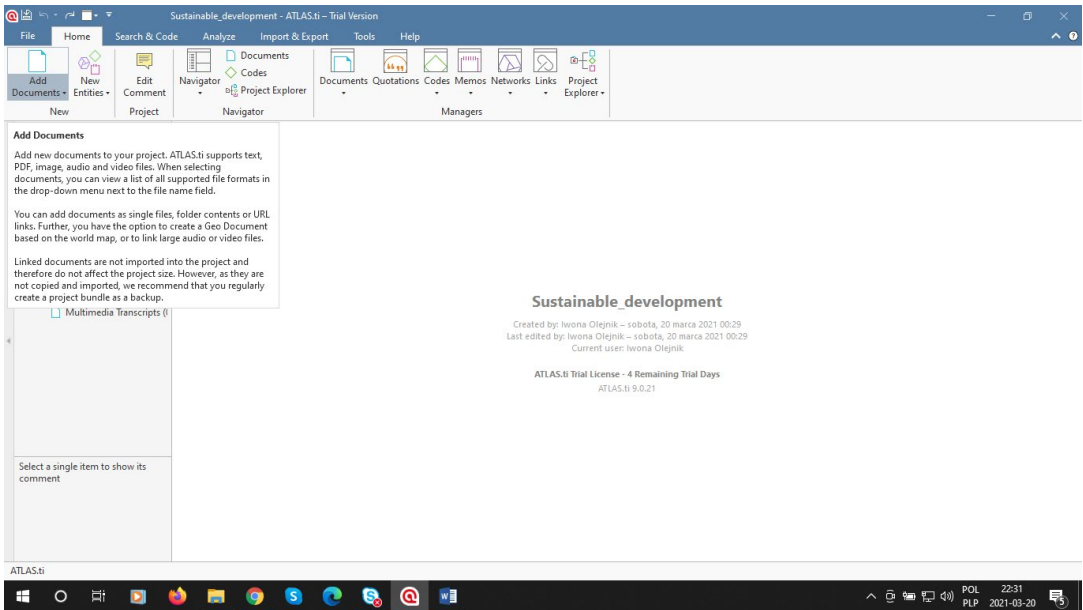 Sustainable_development - ATLAS.ti – Trial Version
File Home Search & Code Analyze Import & Export Tools Help
Documents
Codes
Project Explorer
Add Documents
New Entities
Edit Comment
Navigator
Documents Quotations Codes Memos Networks Links
Project Explorer
New Project Navigator Managers
Add Documents
Add new documents to your project. ATLAS.ti supports text,
PDF, image, audio and video files. When selecting
documents, you can view a list of all supported file formats in
the drop-down menu next to the file name field.
You can add documents as single files, folder contents or URL
links. Further, you have the option to create a Geo Document
based on the world map, or to link large audio or video files.
Linked documents are not imported into the project and
therefore do not affect the project size. However, as they are
not copied and imported, we recommend that you regularly
create a project bundle as a backup.
Multimedia Transcripts (
Sustainable_development
Created by: Iwona Olejnik – sobota, 20 marca 2021 00:29
Last edited by: Iwona Olejnik – sobota, 20 marca 2021 00:29
Current user: Iwona Olejnik
ATLAS.ti Trial License - 4 Remaining Trial Days
ATLAS.ti 9.0.21
Select a single item to show its
comment
ATLAS.ti
POL 22:31
PLP 2021-03-20
5